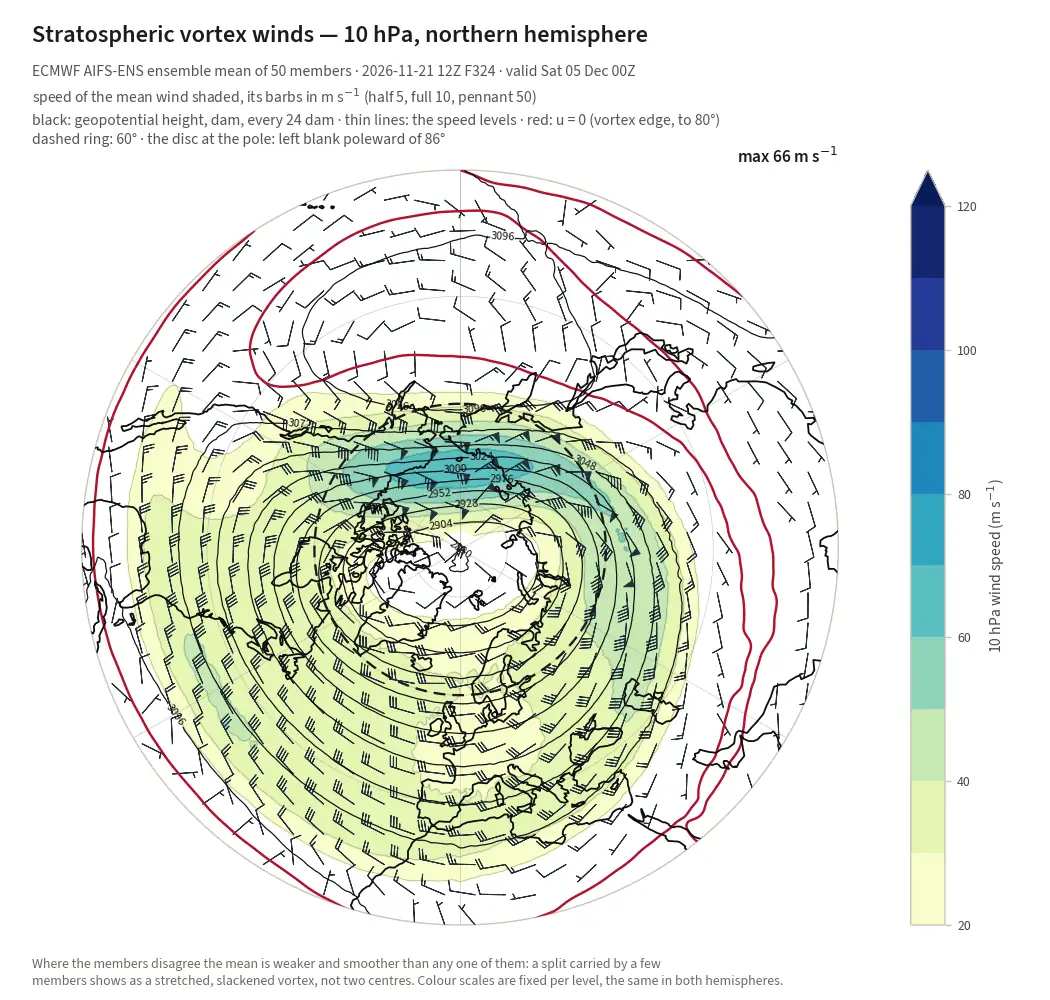 Stratospheric vortex winds — 10 hPa, northern hemisphere
ECMWF AIFS-ENS ensemble mean of 50 members · 2026-11-21 12Z F324 · valid Sat 05 Dec 00Z
speed of the mean wind shaded, its barbs in m s⁻¹ (half 5, full 10, pennant 50)
black: geopotential height, dam, every 24 dam · thin lines: the speed levels · red: u = 0 (vortex edge, to 80°)
dashed ring: 60° · the disc at the pole: left blank poleward of 86°
max 66 m s⁻¹
120
100
80
60
40
20
10 hPa wind speed (m s⁻¹)
3096
3072
3048
3024
3000
2976
2952
2928
2904
3096
Where the members disagree the mean is weaker and smoother than any one of them: a split carried by a few
members shows as a stretched, slackened vortex, not two centres. Colour scales are fixed per level, the same in both hemispheres.